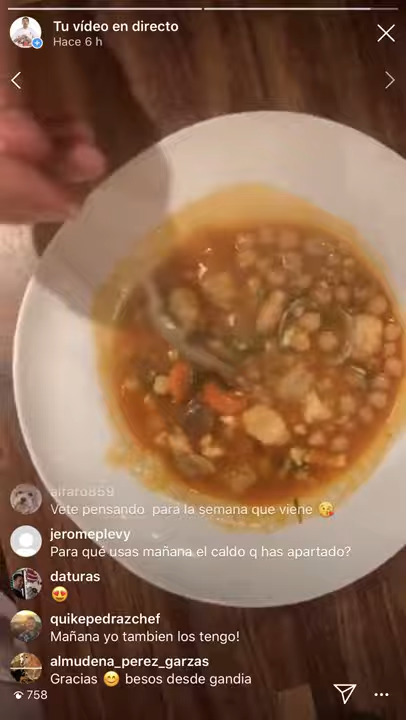 Tu vídeo en directo
Hace 6 h
alfaro859
Vete pensando para la semana que viene 😘
jeromeplevy
Para qué usas mañana el caldo q has apartado?
daturas
😍
quikepedrazchef
Mañana yo tambien los tengo!
almudena_perez_garzas
Gracias 😊 besos desde gandia
758